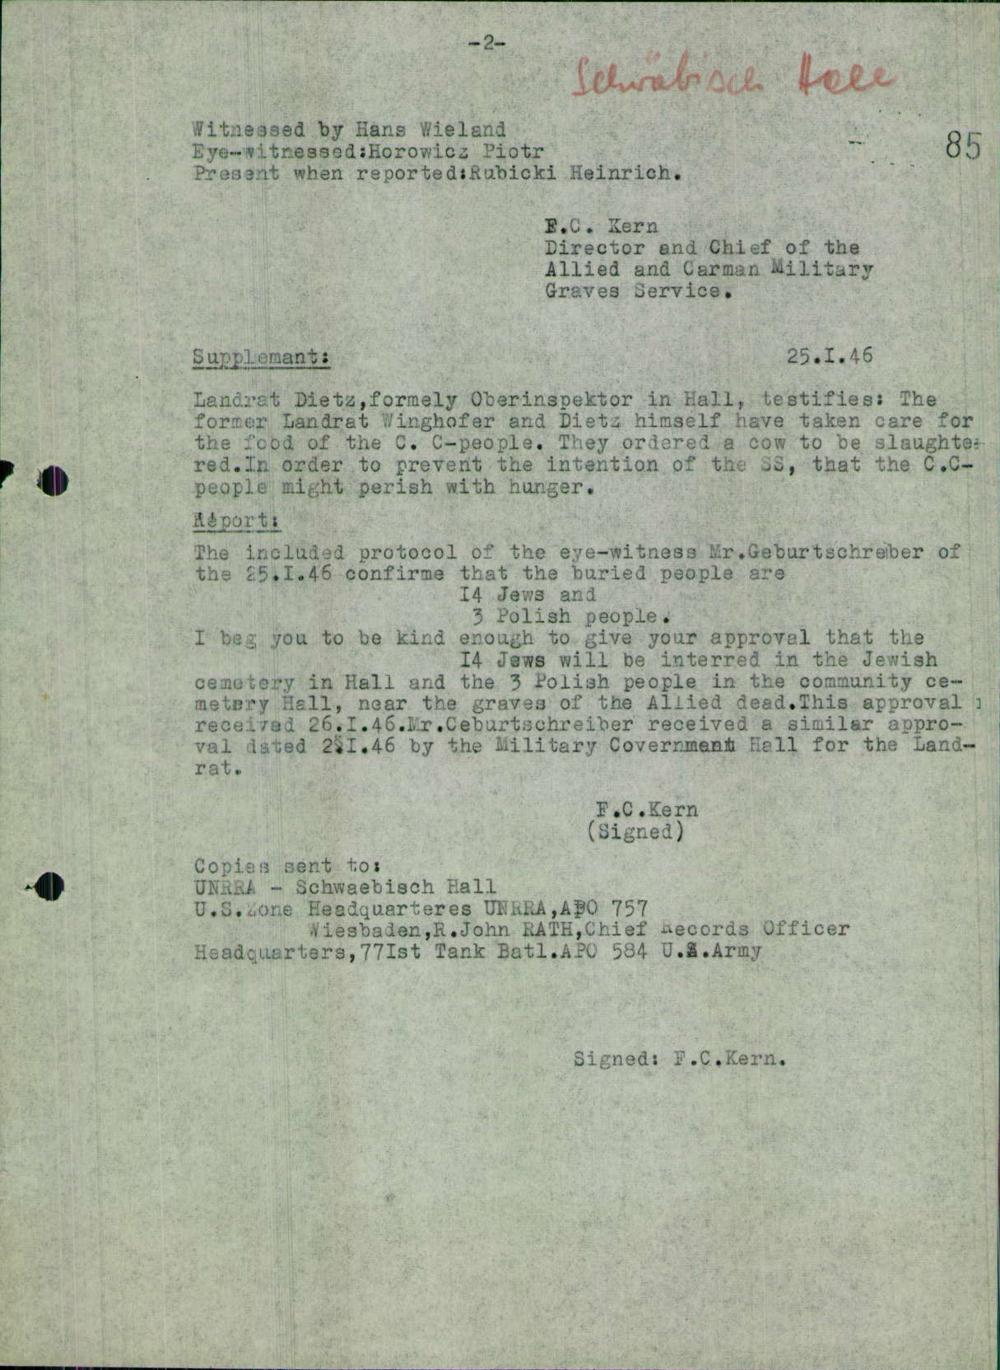 -2-
Schwäbisch Hall
85
Witnessed by Hans Wieland
Eye-witnessed:Horowicz Piotr
Present when reported:Rubicki Heinrich.
F.C. Kern
Director and Chief of the
Allied and Carman Military
Graves Service.
Supplemant: 25.I.46
Landrat Dietz,formely Oberinspektor in Hall, testifies: The
former Landrat Winghofer and Dietz himself have taken care for
the food of the C. C-people. They ordered a cow to be slaughte-
red.In order to prevent the intention of the SS, that the C.C-
people might perish with hunger.
Report:
The included protocol of the eye-witness Mr.Geburtschreiber of
the 25.I.46 confirme that the buried people are
I4 Jews and
3 Polish people.
I beg you to be kind enough to give your approval that the
I4 Jews will be interred in the Jewish
cemetery in Hall and the 3 Polish people in the community ce-
metery Hall, near the graves of the Allied dead.This approval
received 26.I.46.Mr.Geburtschreiber received a similar appro-
val dated I.46 by the Military Covernment Hall for the Land-
rat.
F.C.Kern
(Signed)
Copies sent to:
UNRRA - Schwaebisch Hall
U.S.Zone Headquarteres UNRRA,APO 757
Wiesbaden,R.John RATH,Chief Records Officer
Headquarters,77Ist Tank Batl.APO 584 U.S.Army
Signed: F.C.Kern.